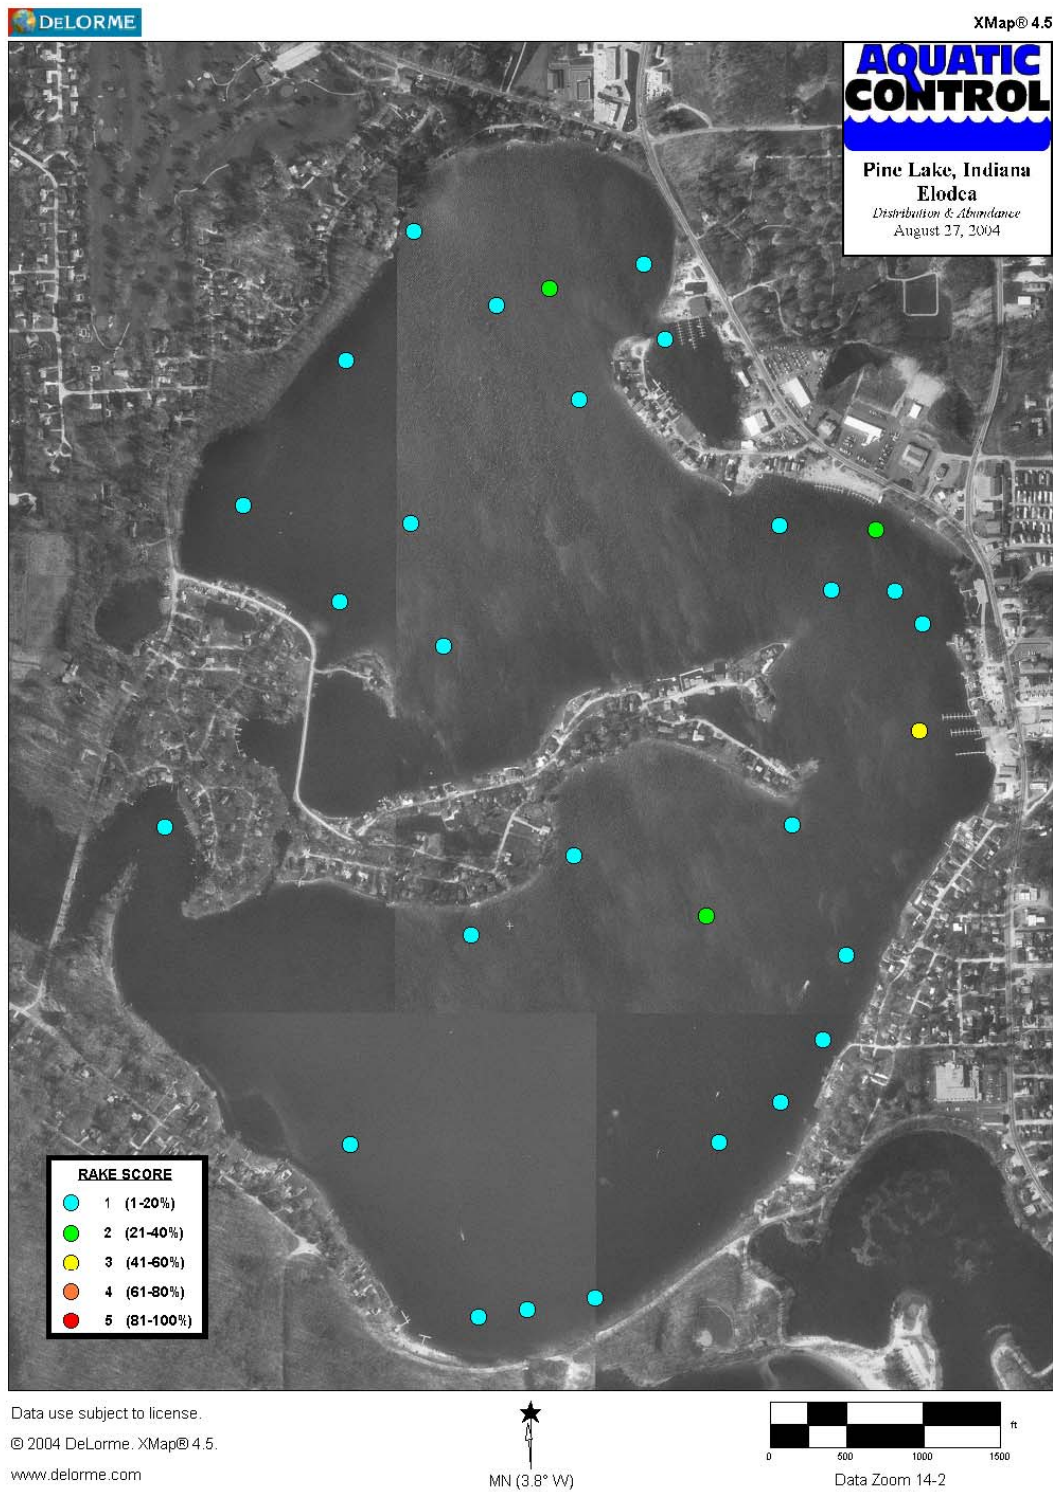 DELORME
XMap® 4.5
AQUATIC
CONTROL
Pine Lake, Indiana
Elodea
Distribution & Abundance
August 27, 2004
RAKE SCORE
1 (1-20%)
2 (21-40%)
3 (41-60%)
4 (61-80%)
5 (81-100%)
Data use subject to license.
© 2004 DeLorme. XMap® 4.5.
www.delorme.com
MN (3.8° W)
ft
0 500 1000 1500
Data Zoom 14-2